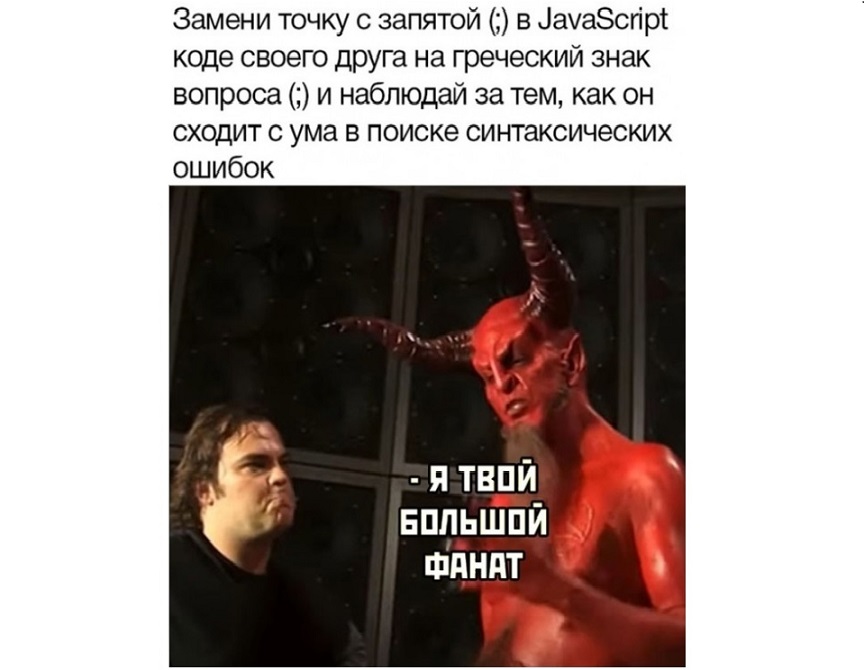 Замени точку с запятой (;) в JavaScript
коде своего друга на греческий знак
вопроса (;) и наблюдай за тем, как он
сходит с ума в поиске синтаксических
ошибок
- Я ТВОЙ
БОЛЬШОЙ
ФАНАТ